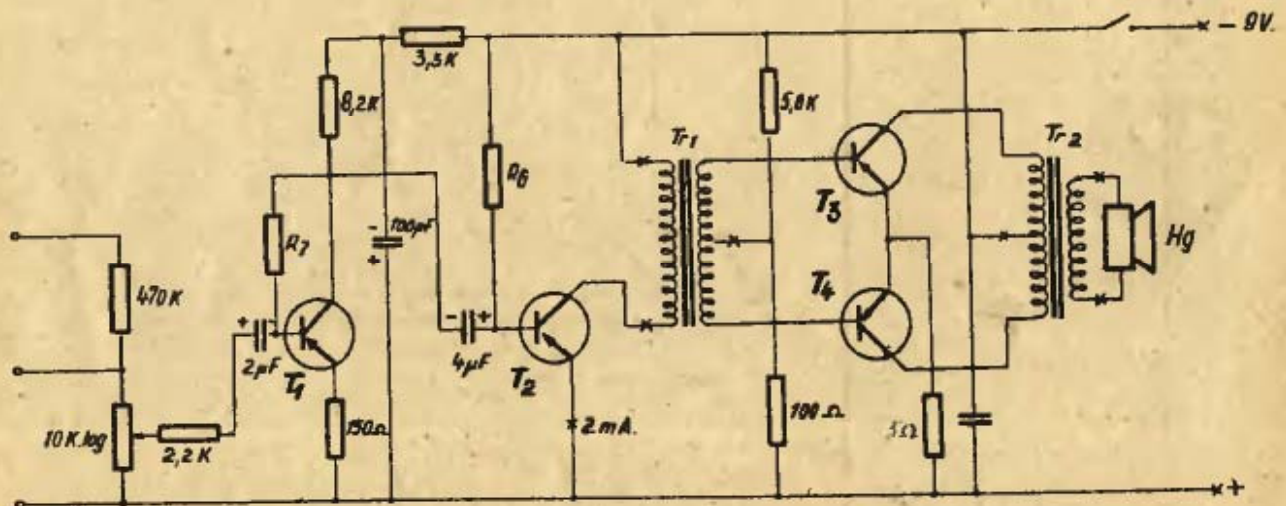 − 9V.
3,3K
8,2K
5,6K
Tr1
Tr2
R6
T3
Hg
R7
− 100µF
+
470K
T4
+
2µF
− +
4µF
T1
T2
10K.log
2,2K
150Ω
2mA.
100Ω
5Ω
+